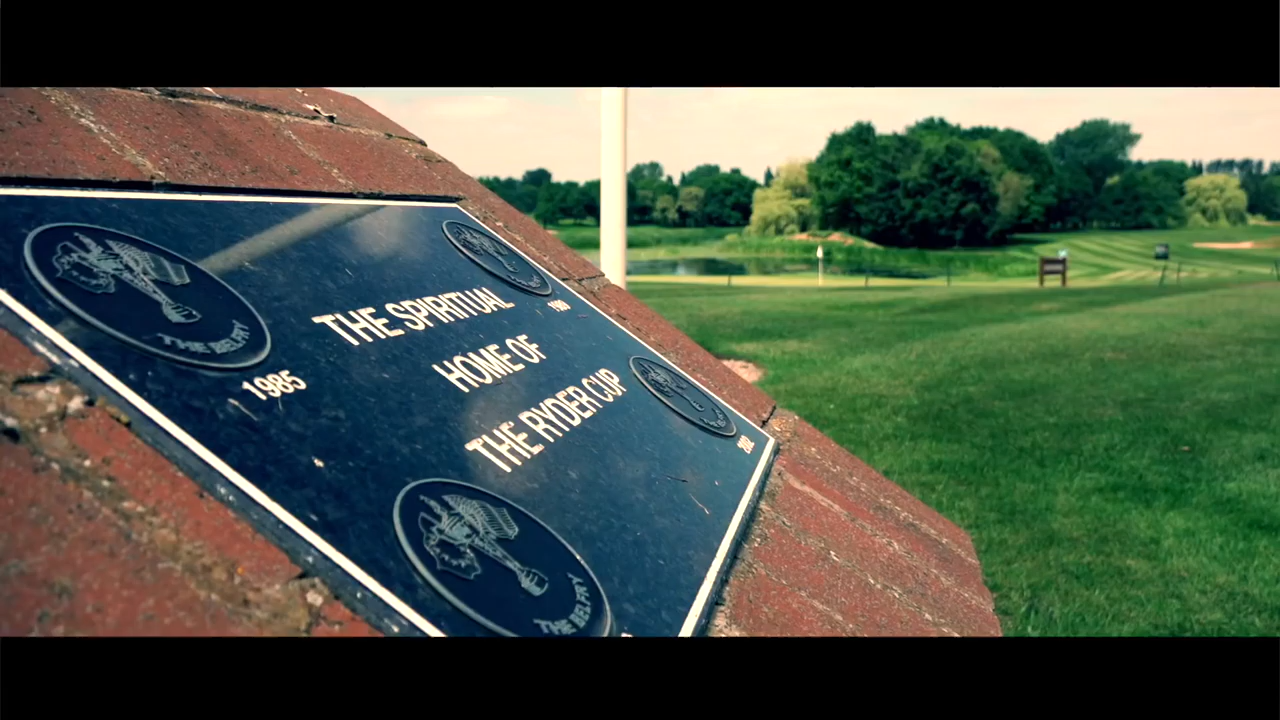 THE SPIRITUAL
HOME OF
THE RYDER CUP
THE BELFRY
1985
THE BELFRY